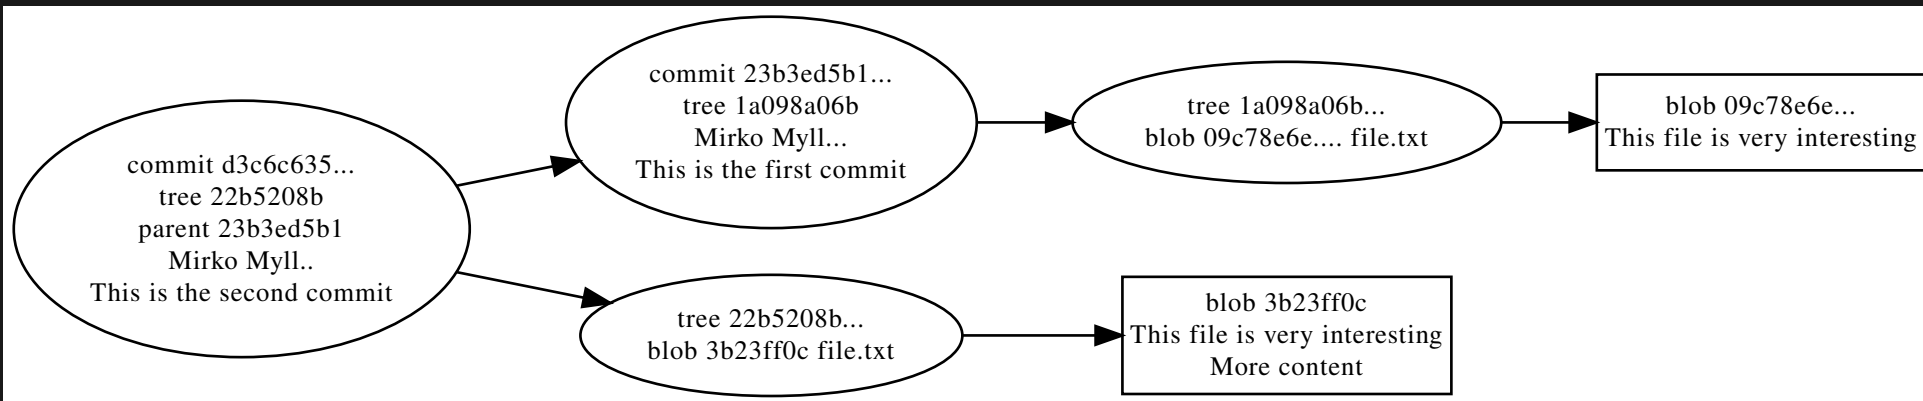 commit d3c6c635...
tree 22b5208b
parent 23b3ed5b1
Mirko Myll..
This is the second commit
commit 23b3ed5b1...
tree 1a098a06b
Mirko Myll...
This is the first commit
tree 1a098a06b...
blob 09c78e6e.... file.txt
blob 09c78e6e...
This file is very interesting
tree 22b5208b...
blob 3b23ff0c file.txt
blob 3b23ff0c
This file is very interesting
More content